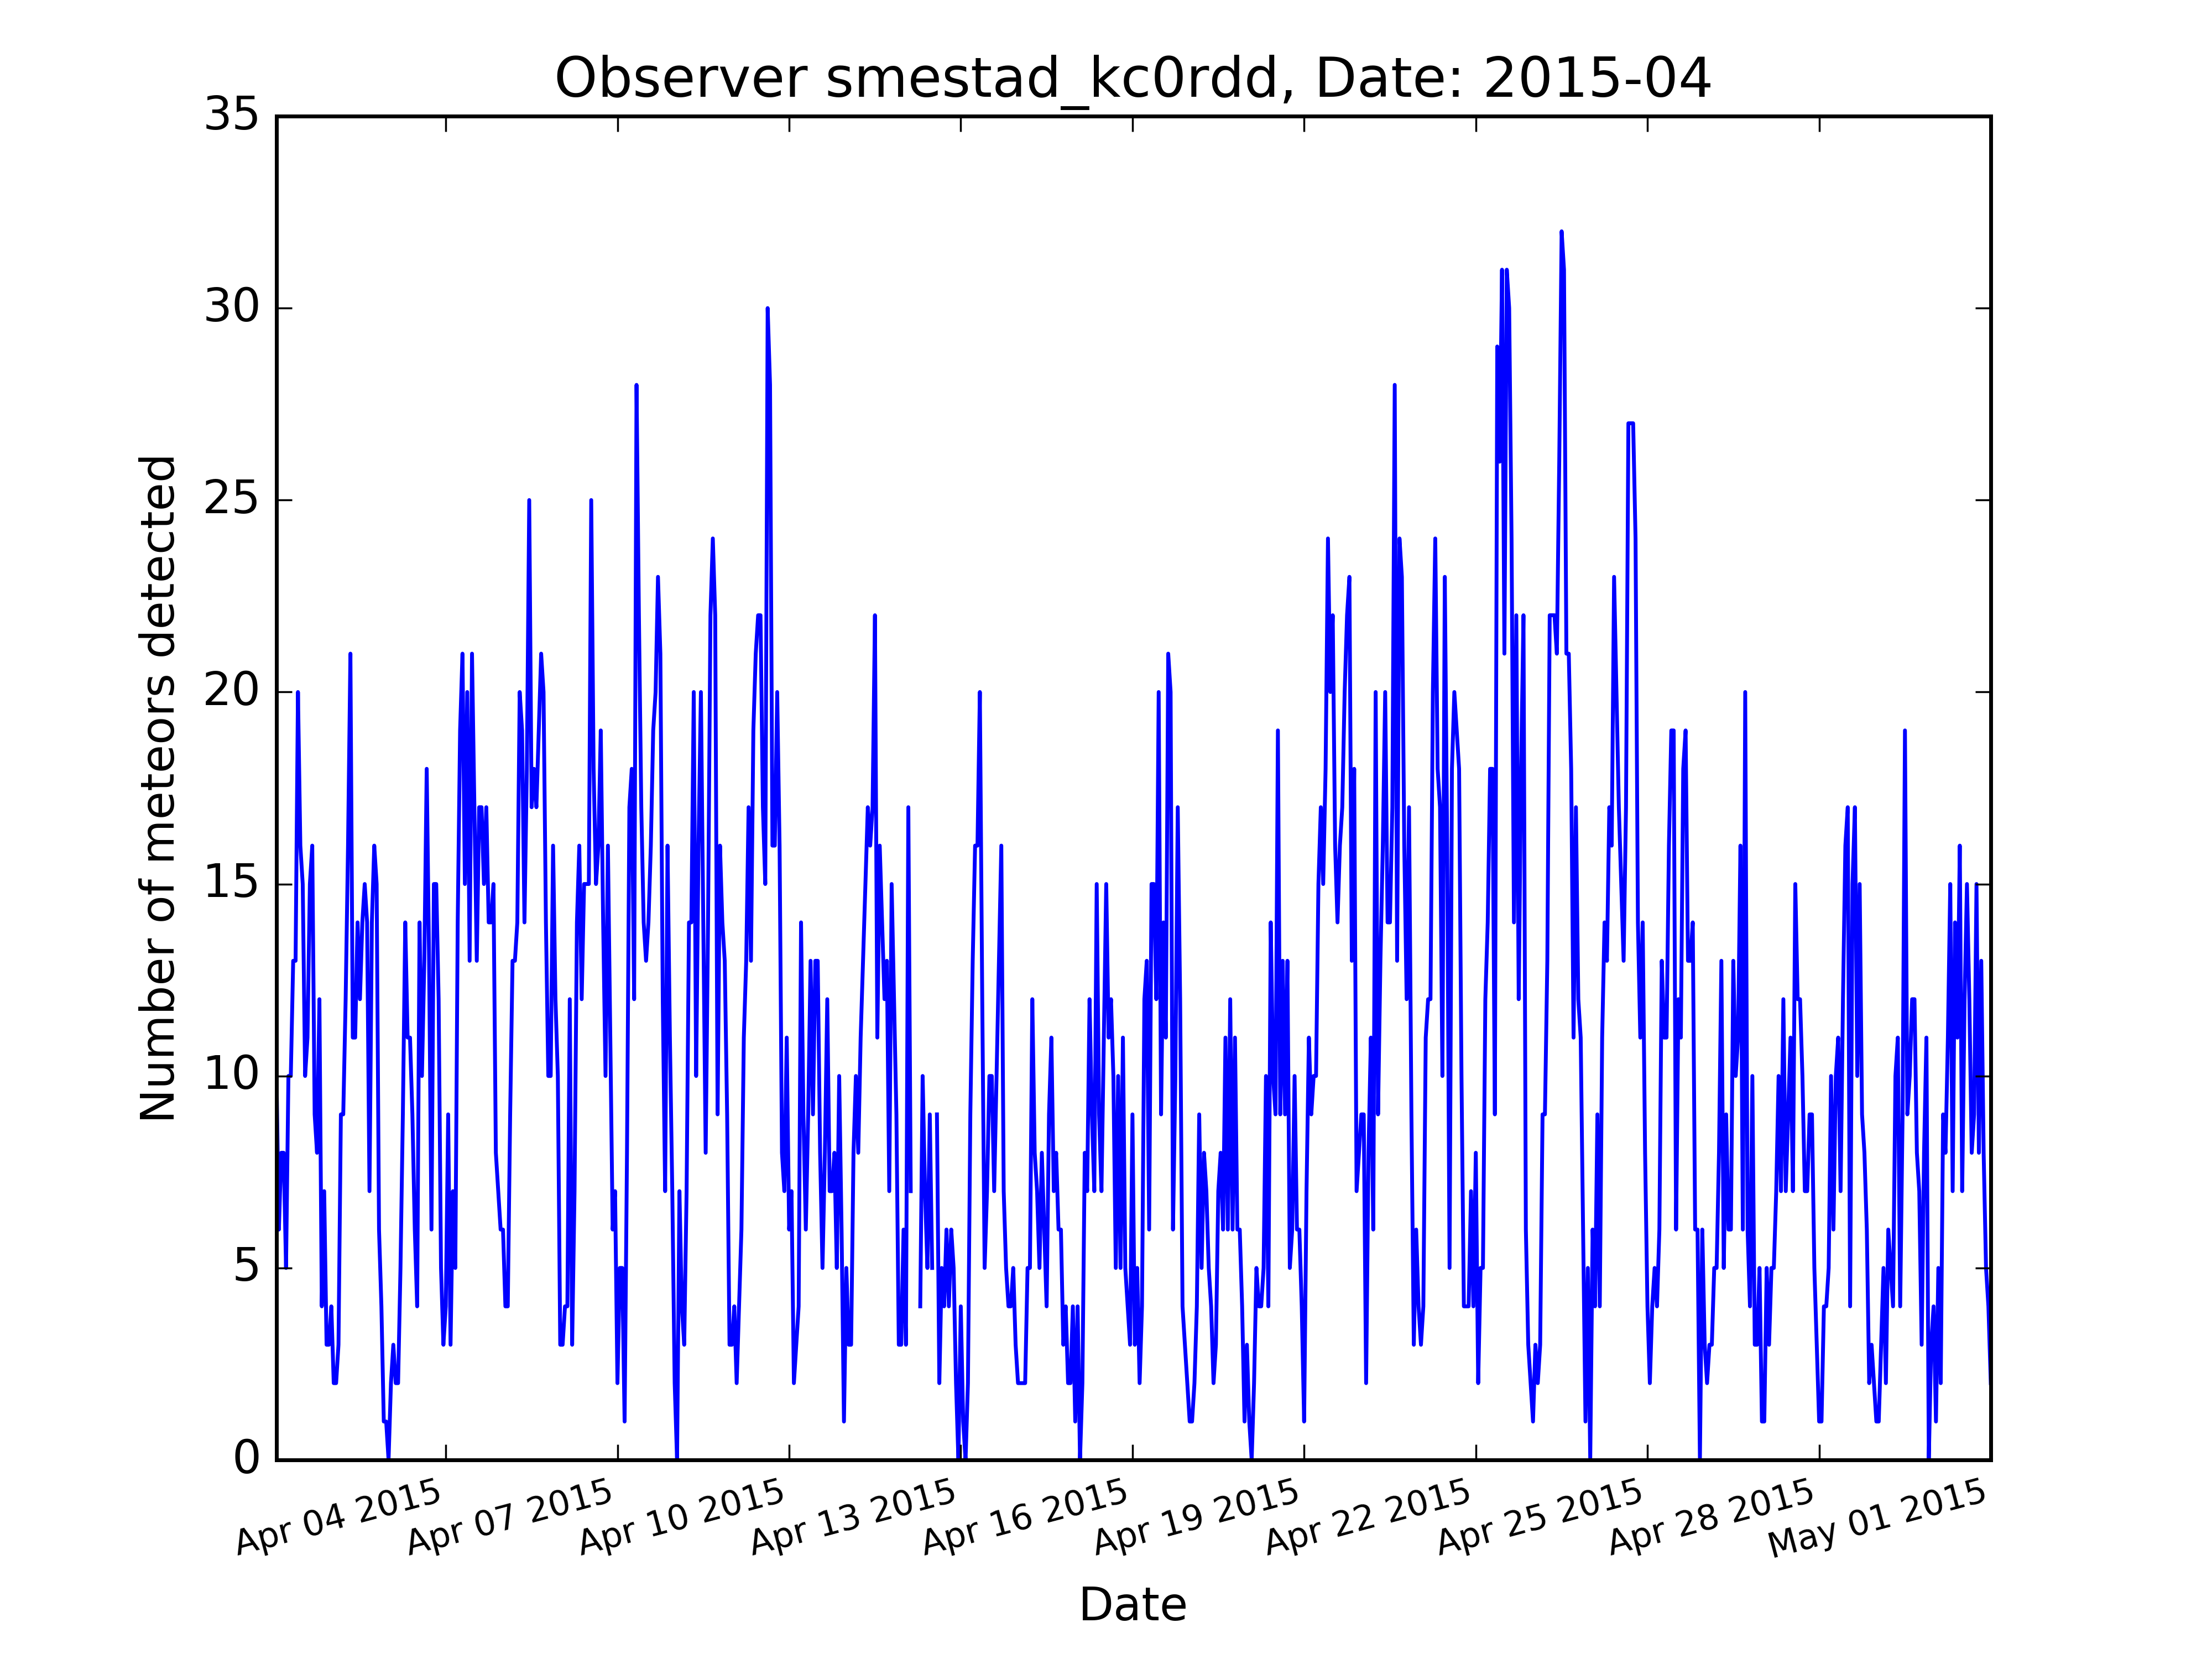 Observer smestad_kc0rdd, Date: 2015-04
35
30
25
20
15
10
5
0
Number of meteors detected
Apr 04 2015
Apr 07 2015
Apr 10 2015
Apr 13 2015
Apr 16 2015
Apr 19 2015
Apr 22 2015
Apr 25 2015
Apr 28 2015
May 01 2015
Date